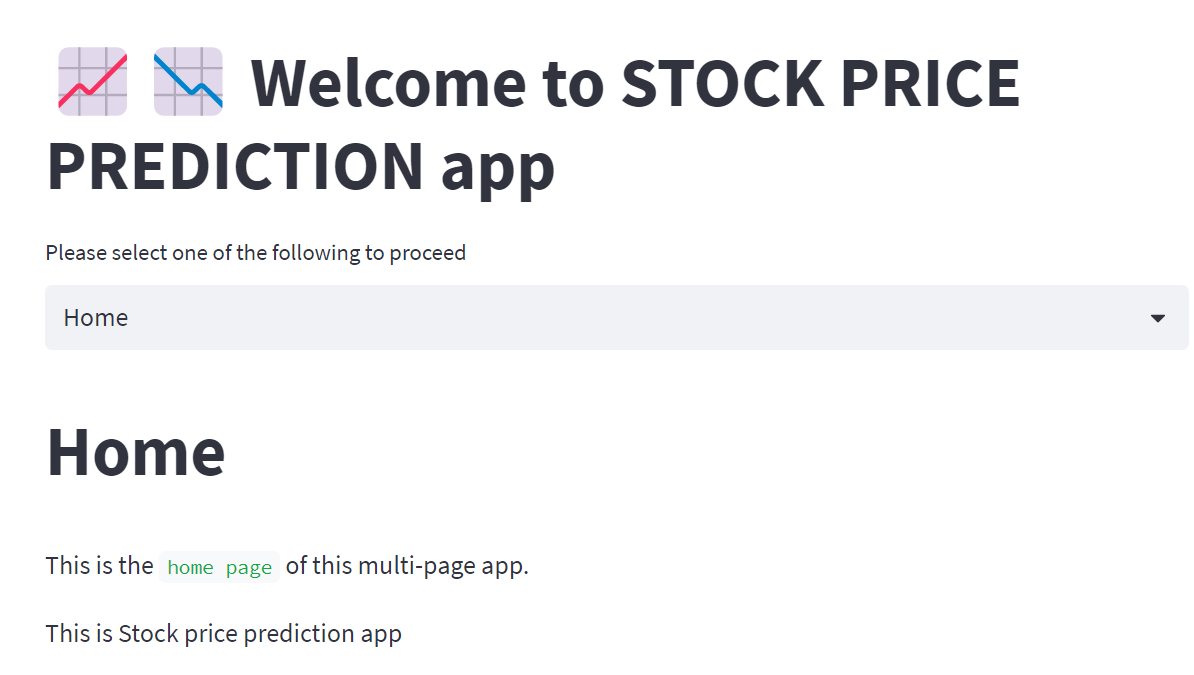 Welcome to STOCK PRICE
PREDICTION app
Please select one of the following to proceed
Home
Home
This is the home page of this multi-page app.
This is Stock price prediction app